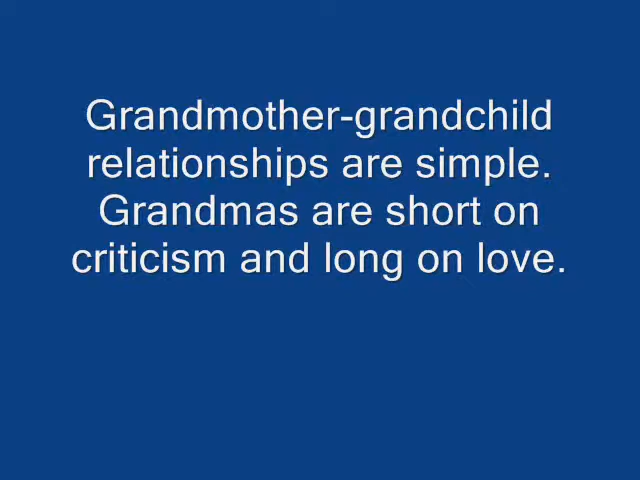 Grandmother-grandchild
relationships are simple.
Grandmas are short on
criticism and long on love.